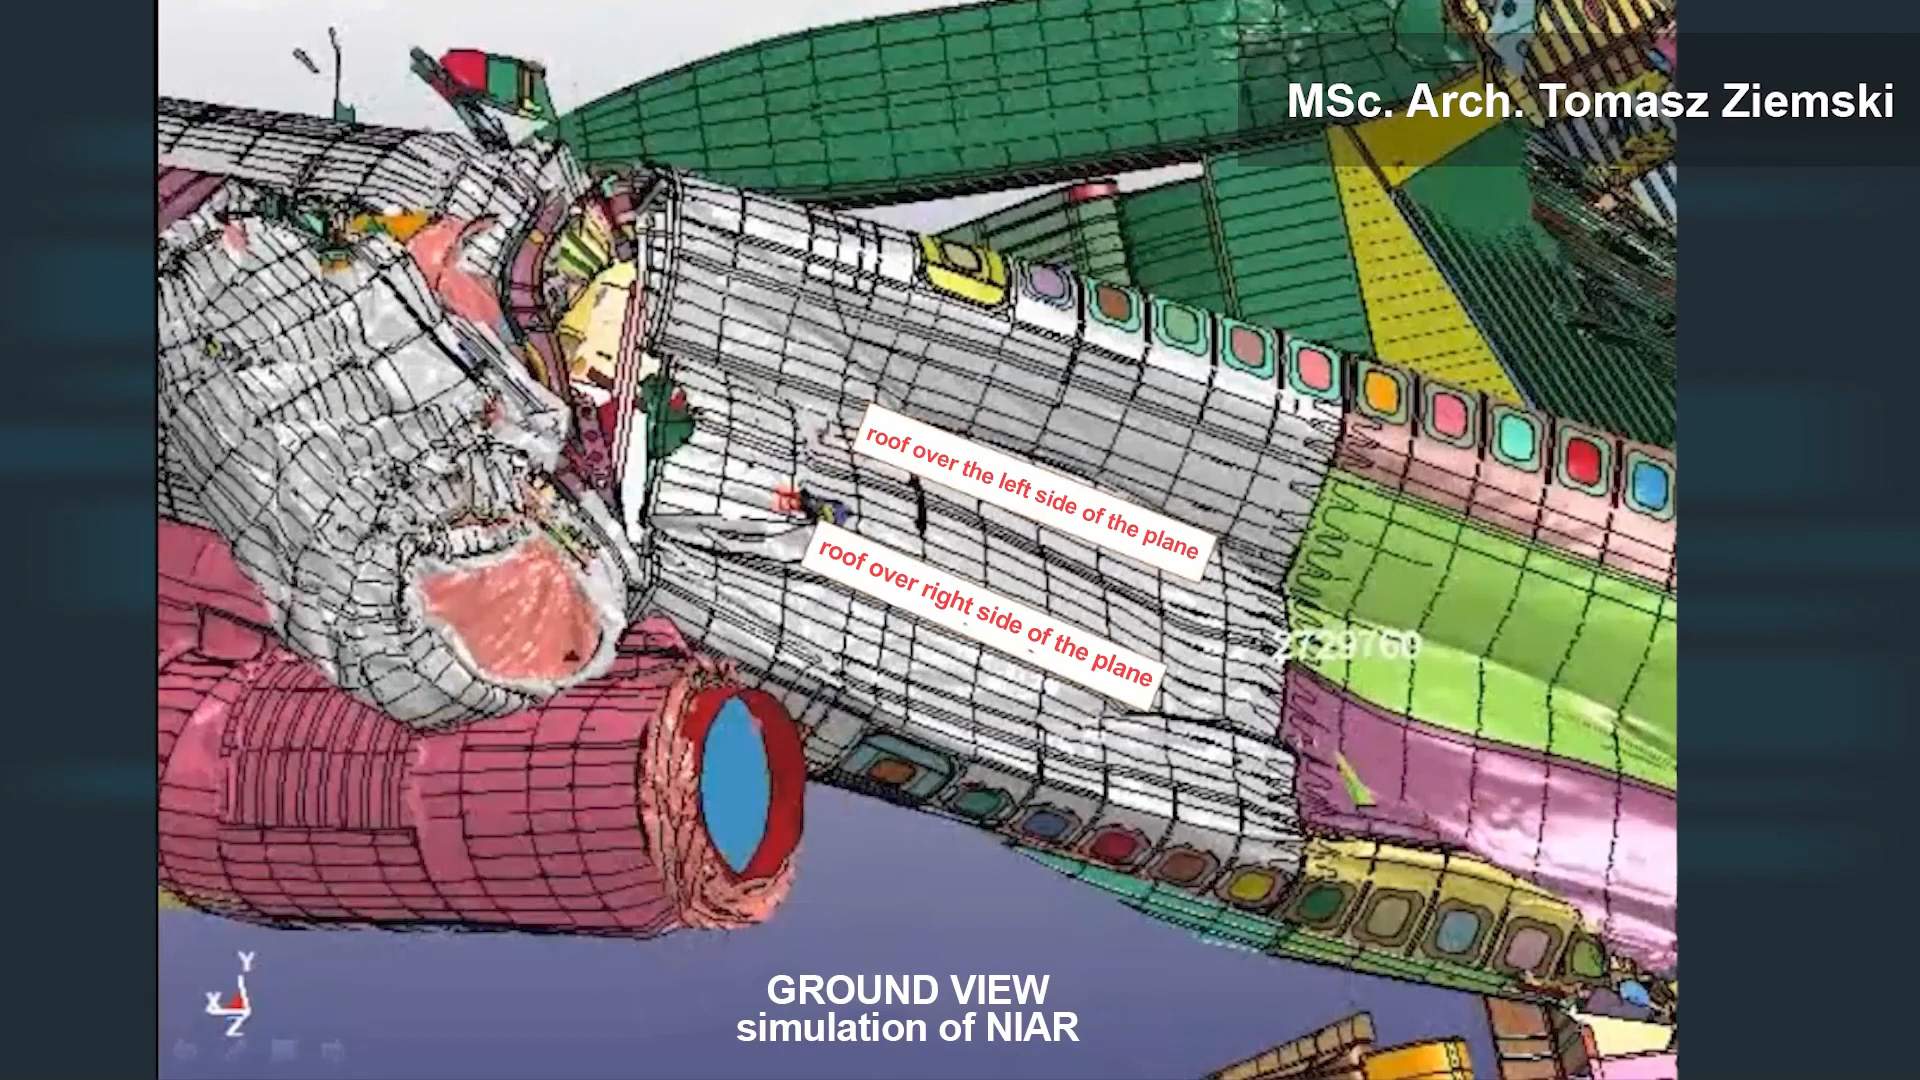 MSc. Arch. Tomasz Ziemski
roof over the left side of the plane
roof over right side of the plane
2729760
Y
X
Z
GROUND VIEW
simulation of NIAR